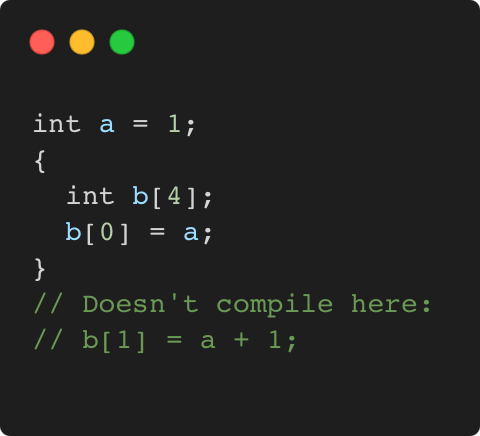 int a = 1;
{
  int b[4];
  b[0] = a;
}
// Doesn't compile here:
// b[1] = a + 1;